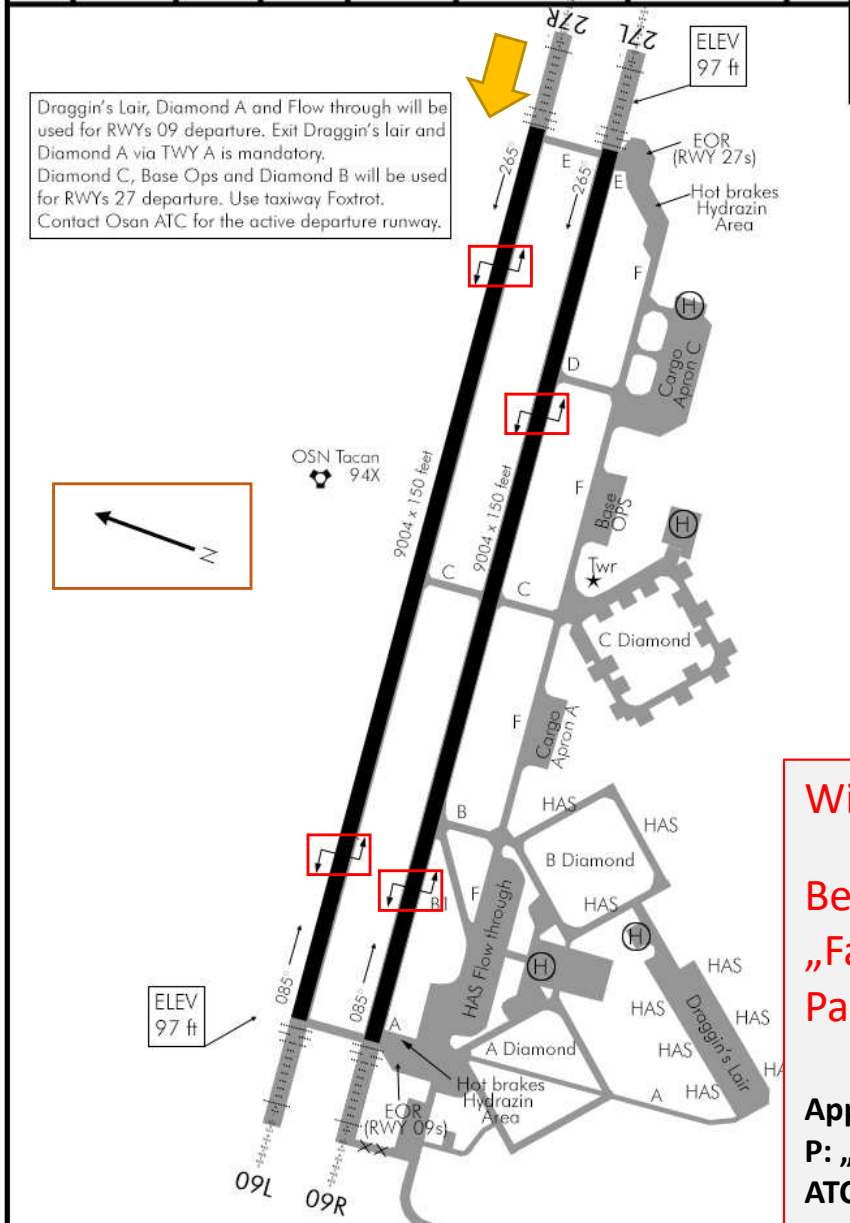 27R
27L
ELEV
97 ft
Draggin's Lair, Diamond A and Flow through will be
used for RWYs 09 departure. Exit Draggin's lair and
Diamond A via TWY A is mandatory.
Diamond C, Base Ops and Diamond B will be used
for RWYs 27 departure. Use taxiway Foxtrot.
Contact Osan ATC for the active departure runway.
EOR
(RWY 27s)
265°
E
265°
E
Hot brakes
Hydrazin
Area
F
H
Cargo
Apron C
D
OSN Tacan
94X
9004 x 150 feet
9004 x 150 feet
F
Base
OPS
H
N
Twr
C
C
C Diamond
F
Cargo
Apron A
HAS
HAS
B
B Diamond
F
B1
HAS
HAS Flow through
H
HAS
HAS
HAS
HAS
HAS
Draggin's Lair
085°
085°
ELEV
97 ft
A
A Diamond
A
Hot brakes
Hydrazin
Area
EOR
(RWY 09s)
09L
09R
P: „
ATC